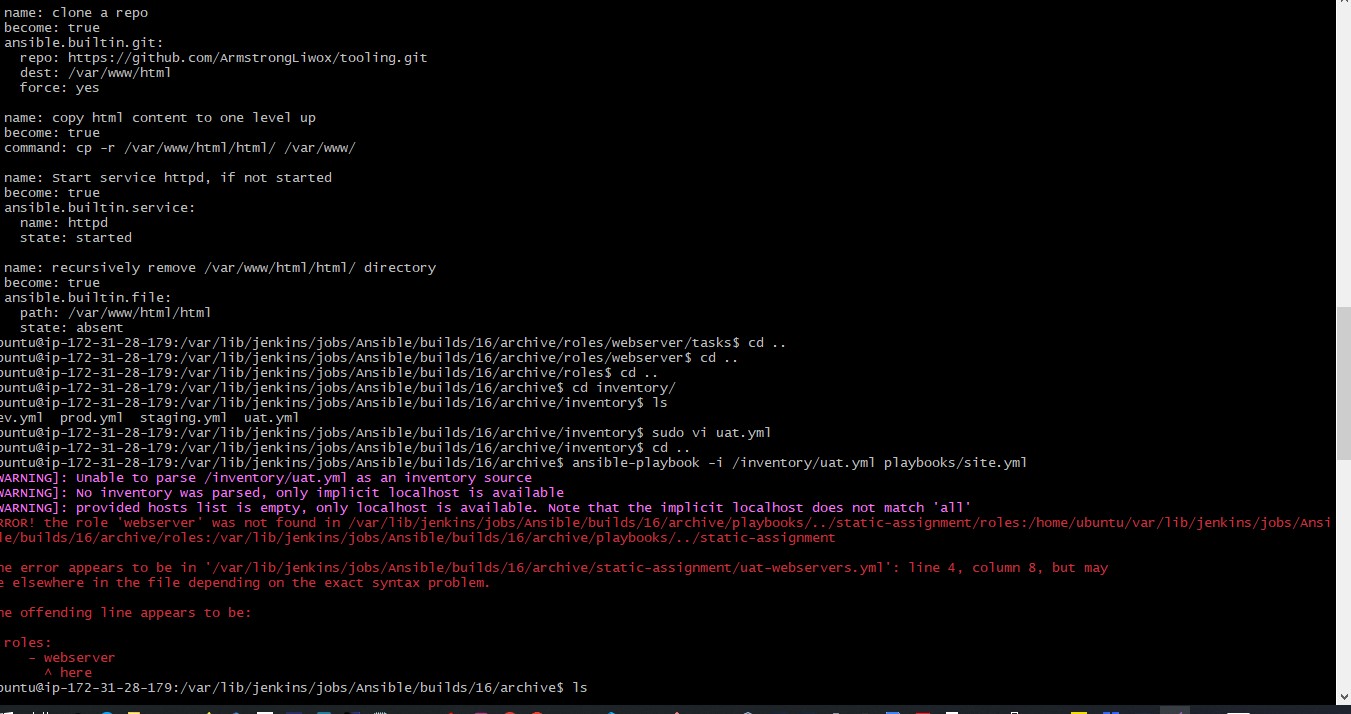 name: clone a repo
become: true
ansible.builtin.git:
repo: https://github.com/ArmstrongLiwox/tooling.git
dest: /var/www/html
force: yes
name: copy html content to one level up
become: true
command: cp -r /var/www/html/html/ /var/www/
name: Start service httpd, if not started
become: true
ansible.builtin.service:
name: httpd
state: started
name: recursively remove /var/www/html/html/ directory
become: true
ansible.builtin.file:
path: /var/www/html/html
state: absent
buntu@ip-172-31-28-179:/var/lib/jenkins/jobs/Ansible/builds/16/archive/roles/webserver/tasks$ cd ..
buntu@ip-172-31-28-179:/var/lib/jenkins/jobs/Ansible/builds/16/archive/roles/webserver$ cd ..
buntu@ip-172-31-28-179:/var/lib/jenkins/jobs/Ansible/builds/16/archive/roles$ cd ..
buntu@ip-172-31-28-179:/var/lib/jenkins/jobs/Ansible/builds/16/archive$ cd inventory/
buntu@ip-172-31-28-179:/var/lib/jenkins/jobs/Ansible/builds/16/archive/inventory$ ls
ev.yml prod.yml staging.yml uat.yml
buntu@ip-172-31-28-179:/var/lib/jenkins/jobs/Ansible/builds/16/archive/inventory$ sudo vi uat.yml
buntu@ip-172-31-28-179:/var/lib/jenkins/jobs/Ansible/builds/16/archive/inventory$ cd ..
buntu@ip-172-31-28-179:/var/lib/jenkins/jobs/Ansible/builds/16/archive$ ansible-playbook -i /inventory/uat.yml playbooks/site.yml
WARNING]: Unable to parse /inventory/uat.yml as an inventory source
WARNING]: No inventory was parsed, only implicit localhost is available
WARNING]: provided hosts list is empty, only localhost is available. Note that the implicit localhost does not match 'all'
RROR! the role 'webserver' was not found in /var/lib/jenkins/jobs/Ansible/builds/16/archive/playbooks/../static-assignment/roles:/home/ubuntu/var/lib/jenkins/jobs/Ansi
le/builds/16/archive/roles:/var/lib/jenkins/jobs/Ansible/builds/16/archive/playbooks/../static-assignment
he error appears to be in '/var/lib/jenkins/jobs/Ansible/builds/16/archive/static-assignment/uat-webservers.yml': line 4, column 8, but may
e elsewhere in the file depending on the exact syntax problem.
he offending line appears to be:
roles:
- webserver
^ here
buntu@ip-172-31-28-179:/var/lib/jenkins/jobs/Ansible/builds/16/archive$ ls